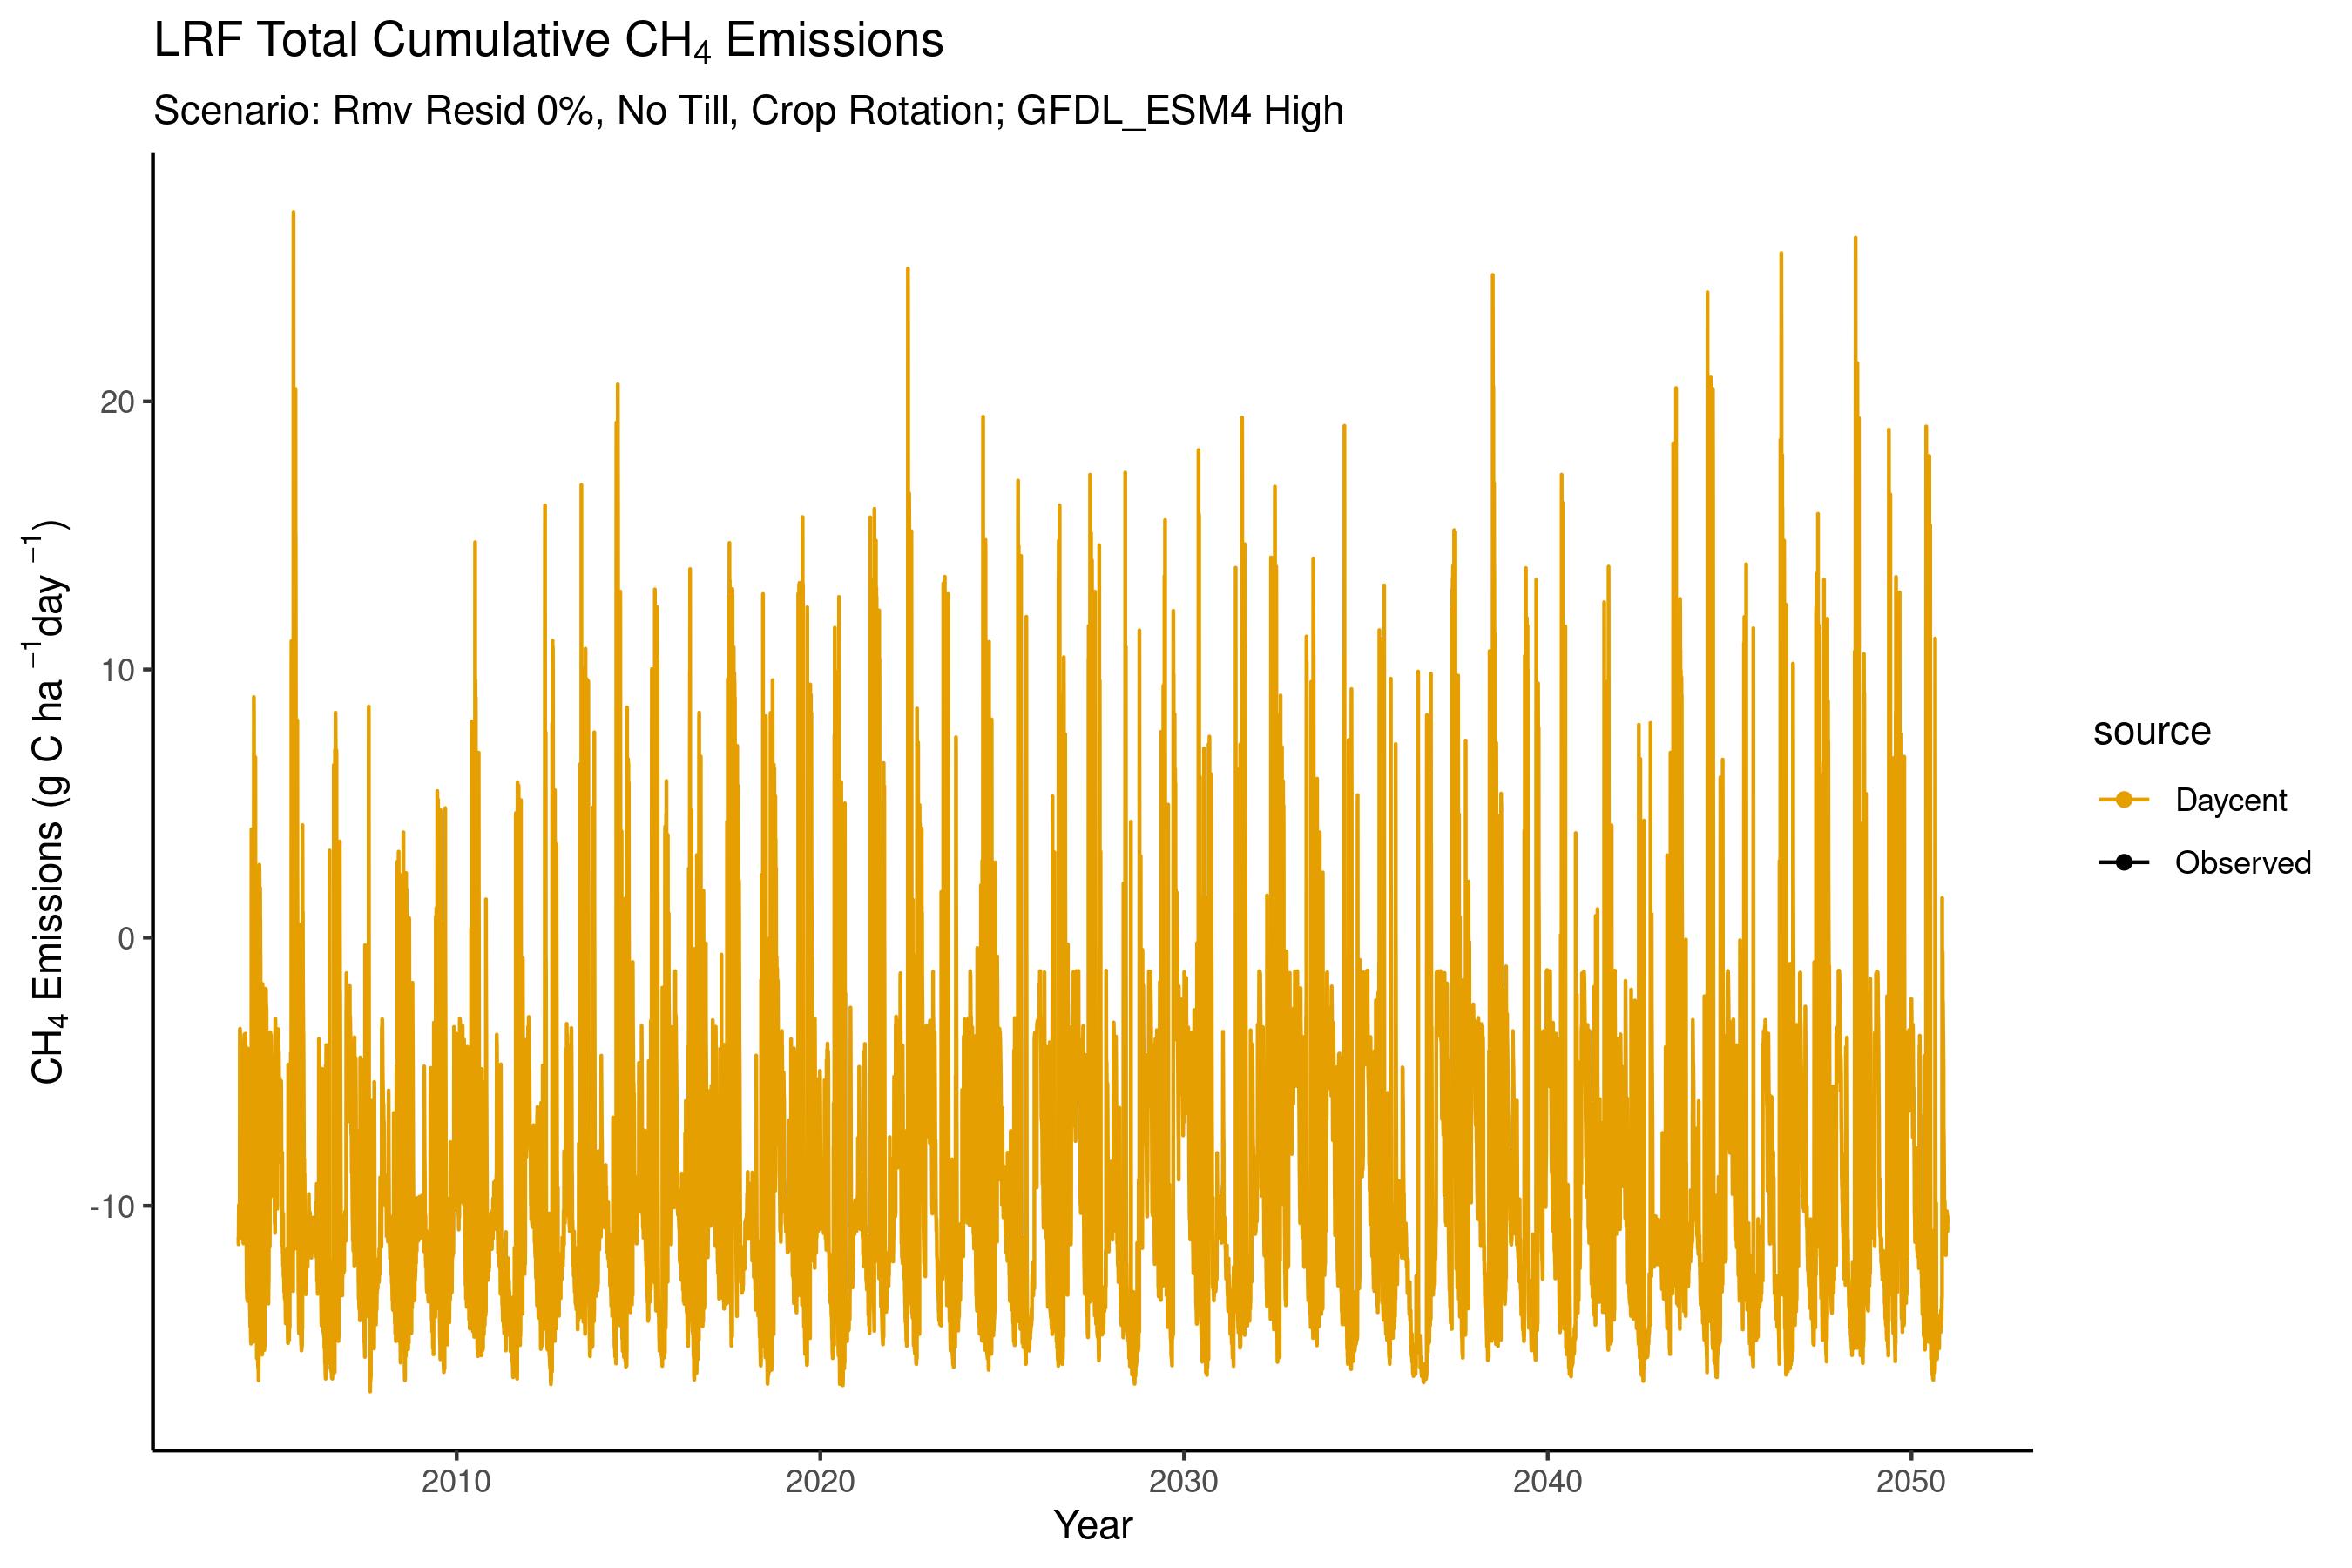 LRF Total Cumulative CH₄ Emissions
Scenario: Rmv Resid 0%, No Till, Crop Rotation; GFDL_ESM4 High
CH₄ Emissions (g C ha ⁻¹day ⁻¹)
20
10
0
-10
2010 2020 2030 2040 2050
Year
source
Daycent
Observed